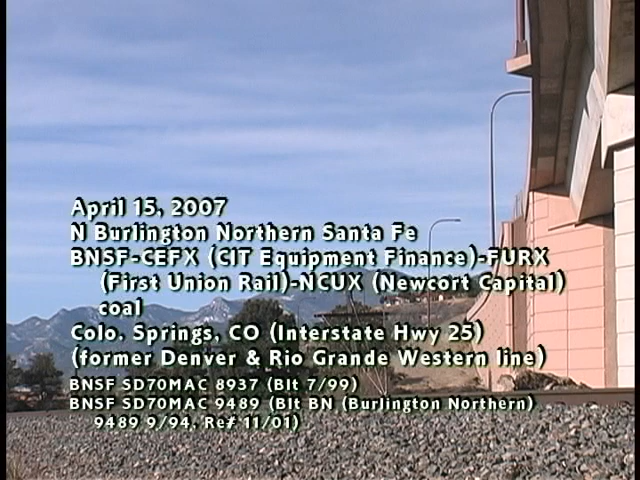 April 15, 2007
N Burlington Northern Santa Fe
BNSF-CEFX (CIT Equipment Finance)-FURX
(First Union Rail)-NCUX (Newcort Capital)
coal
Colo. Springs, CO (Interstate Hwy 25)
(former Denver & Rio Grande Western line)
BNSF SD70MAC 8937 (Blt 7/99)
BNSF SD70MAC 9489 (Blt BN (Burlington Northern)
9489 9/94, Re# 11/01)